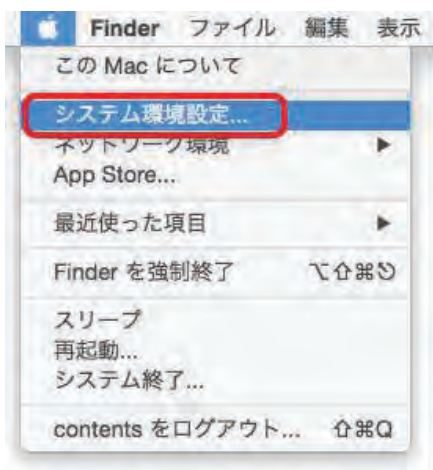 Finder ファイル 編集 表示
この Mac について
システム環境設定...
ネットワーク環境 ▶
App Store...
最近使った項目 ▶
Finder を強制終了 ⌥⇧⌘⎋
スリープ
再起動...
システム終了...
contents をログアウト... ⇧⌘Q